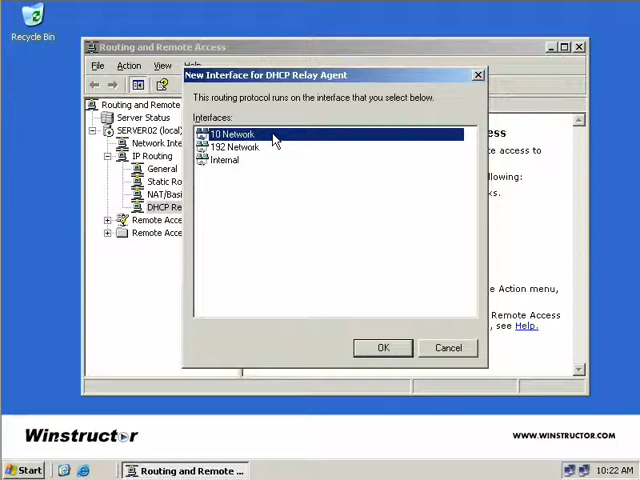 Recycle Bin
Routing and Remote Access
File Action View Help
New Interface for DHCP Relay Agent
This routing protocol runs on the interface that you select below.
Interfaces:
10 Network
192 Network
Internal
OK
Cancel
Routing and Remote
Server Status
SERVER02 (local)
Network Inte
IP Routing
General
Static Ro
NAT/Basi
DHCP Re
Remote Acce
Remote Acce
ess
e access to
llowing:
ks.
e Action menu,
Remote Access
, see Help.
Winstructor
WWW.WINSTRUCTOR.COM
Start
Routing and Remote ...
10:22 AM